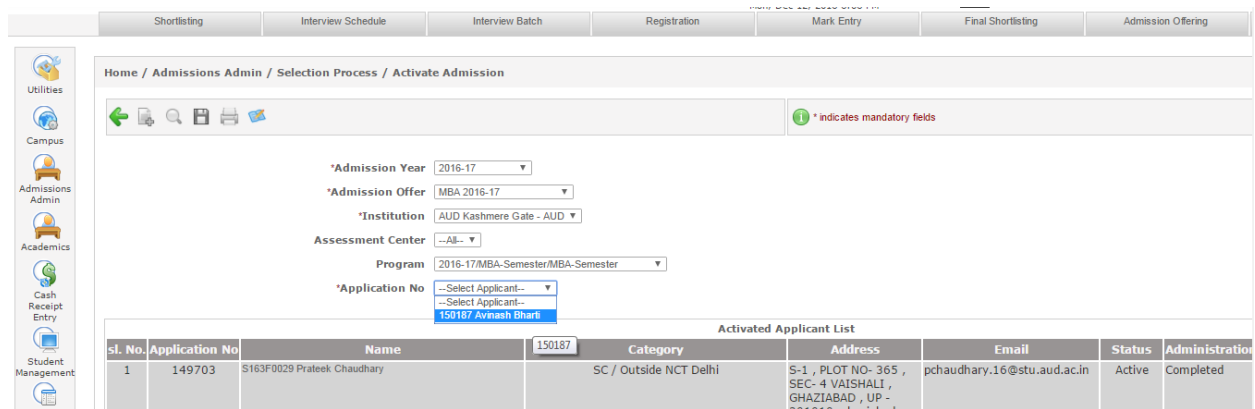 Shortlisting Interview Schedule Interview Batch Registration Mark Entry Final Shortlisting Admission Offering
Utilities
Campus
Admissions
Admin
Academics
Cash
Receipt
Entry
Student
Management
Home / Admissions Admin / Selection Process / Activate Admission
* indicates mandatory fields
*Admission Year 2016-17
*Admission Offer MBA 2016-17
*Institution AUD Kashmere Gate - AUD
Assessment Center --All--
Program 2016-17/MBA-Semester/MBA-Semester
*Application No --Select Applicant--
--Select Applicant--
150187 Avinash Bharti
150187
Activated Applicant List
sl. No. Application No Name Category Address Email Status Administration
1 149703 S163F0029 Prateek Chaudhary SC / Outside NCT Delhi S-1 , PLOT NO- 365 , pchaudhary.16@stu.aud.ac.in Active Completed
SEC- 4 VAISHALI ,
GHAZIABAD , UP -